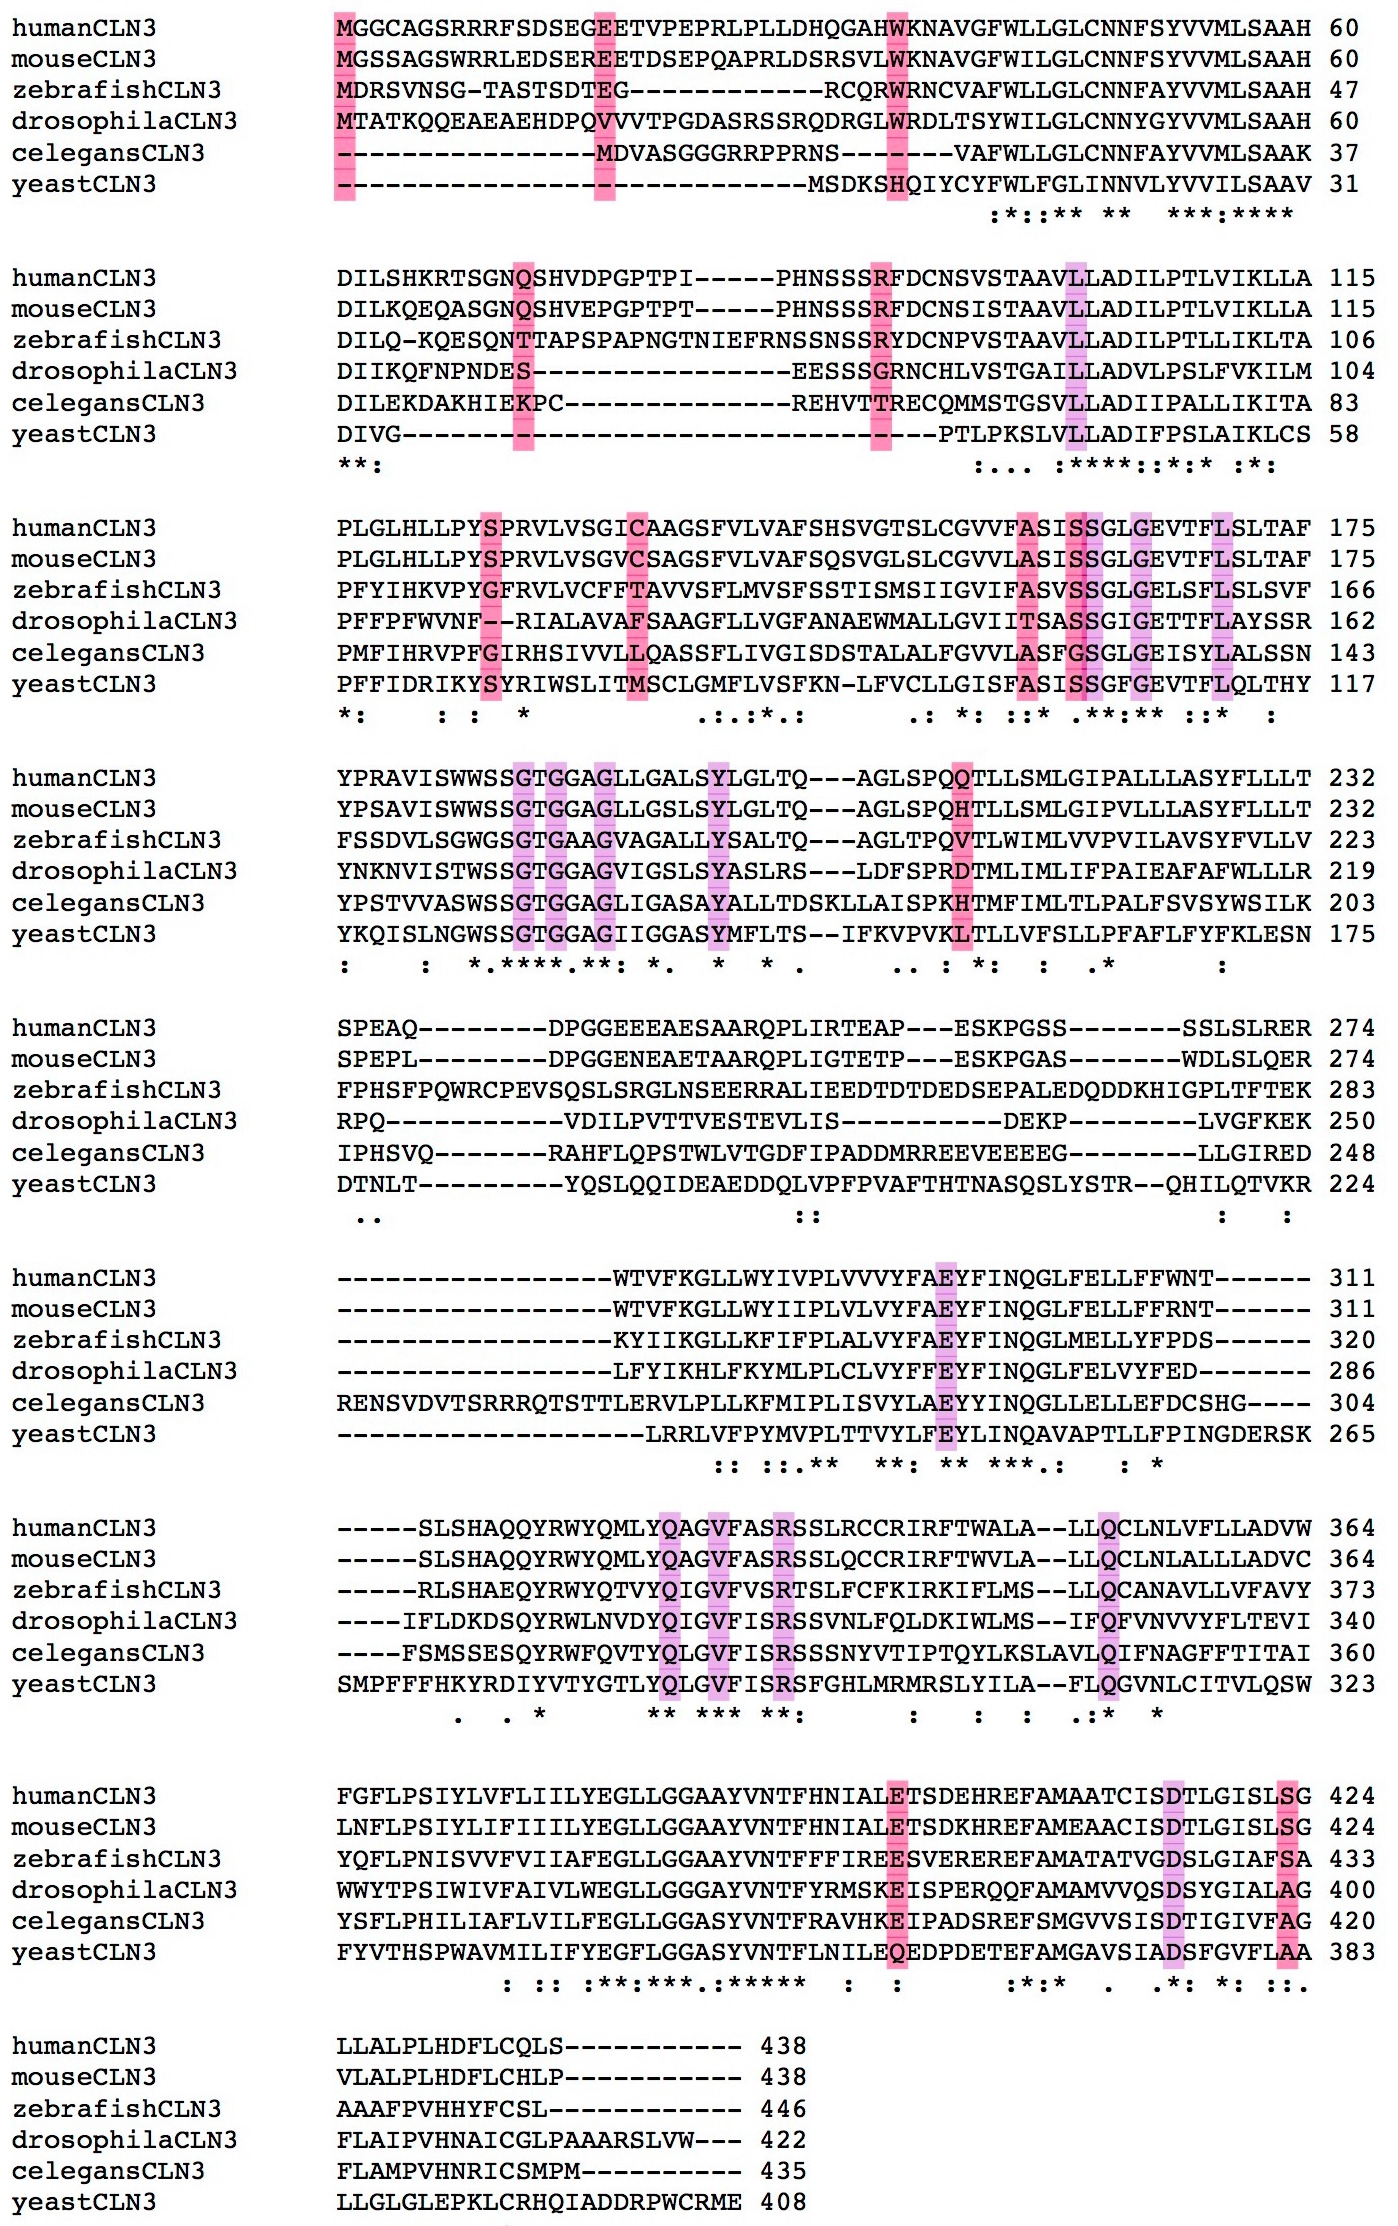 humanCLN3 MGGCAGSRRRFSDSEGEETVPEPRLPLLDHQGAHWKNAVGFWLLGLCNNFSYVVMLSAAH 60
mouseCLN3 MGSSAGSWRRLEDSEREETDSEPQAPRLDSRSVLWKNAVGFWILGLCNNFSYVVMLSAAH 60
zebrafishCLN3 MDRSVNSG-TASTSDTEG------------RCQRWRNCVAFWLLGLCNNFAYVVMLSAAH 47
drosophilaCLN3 MTATKQQEAEAEHDPQVVVTPGDASRSSRQDRGLWRDLTSYWILGLCNNYGYVVMLSAAH 60
celegansCLN3 ----------------MDVASGGGRRPPRNS-------VAFWLLGLCNNFAYVVMLSAAK 37
yeastCLN3 -----------------------------MSDKSHQIYCYFWLFGLINNVLYVVILSAAV 31
:*::** ** ***:****
humanCLN3 DILSHKRTSGNQSHVDPGPTPI-----PHNSSSRFDCNSVSTAAVLLADILPTLVIKLLA 115
mouseCLN3 DILKQEQASGNQSHVEPGPTPT-----PHNSSSRFDCNSISTAAVLLADILPTLVIKLLA 115
zebrafishCLN3 DILQ-KQESQNTTAPSPAPNGTNIEFRNSSNSSRYDCNPVSTAAVLLADILPTLLIKLTA 106
drosophilaCLN3 DIIKQFNPNDES----------------EESSSGRNCHLVSTGAILLADVLPSLFVKILM 104
celegansCLN3 DILEKDAKHIEKPC--------------REHVTTRECQMMSTGSVLLADIIPALLIKITA 83
yeastCLN3 DIVG---------------------------------PTLPKSLVLLADIFPSLAIKLCS 58
**: :... :****::*:* :*:
humanCLN3 PLGLHLLPYSPRVLVSGICAAGSFVLVAFSHSVGTSLCGVVFASISSGLGEVTFLSLTAF 175
mouseCLN3 PLGLHLLPYSPRVLVSGVCSAGSFVLVAFSQSVGLSLCGVVLASISSGLGEVTFLSLTAF 175
zebrafishCLN3 PFYIHKVPYGFRVLVCFFTAVVSFLMVSFSSTISMSIIGVIFASVSSGLGELSFLSLSVF 166
drosophilaCLN3 PFFPFWVNF--RIALAVAFSAAGFLLVGFANAEWMALLGVIITSASSGIGETTFLAYSSR 162
celegansCLN3 PMFIHRVPFGIRHSIVVLLQASSFLIVGISDSTALALFGVVLASFGSGLGEISYLALSSN 143
yeastCLN3 PFFIDRIKYSYRIWSLITMSCLGMFLVSFKN-LFVCLLGISFASISSGFGEVTFLQLTHY 117
*: : : * .:.:*.: .: *: ::* .**:** ::* :
humanCLN3 YPRAVISWWSSGTGGAGLLGALSYLGLTQ---AGLSPQQTLLSMLGIPALLLASYFLLLT 232
mouseCLN3 YPSAVISWWSSGTGGAGLLGSLSYLGLTQ---AGLSPQHTLLSMLGIPVLLLASYFLLLT 232
zebrafishCLN3 FSSDVLSGWGSGTGAAGVAGALLYSALTQ---AGLTPQVTLWIMLVVPVILAVSYFVLLV 223
drosophilaCLN3 YNKNVISTWSSGTGGAGVIGSLSYASLRS---LDFSPRDTMLIMLIFPAIEAFAFWLLLR 219
celegansCLN3 YPSTVVASWSSGTGGAGLIGASAYALLTDSKLLAISPKHTMFIMLTLPALFSVSYWSILK 203
yeastCLN3 YKQISLNGWSSGTGGAGIIGGASYMFLTS--IFKVPVKLTLLVFSLLPFAFLFYFKLESN 175
: : *.****.**: *. * * . .. : *: : .* :
humanCLN3 SPEAQ--------DPGGEEEAESAARQPLIRTEAP---ESKPGSS-------SSLSLRER 274
mouseCLN3 SPEPL--------DPGGENEAETAARQPLIGTETP---ESKPGAS-------WDLSLQER 274
zebrafishCLN3 FPHSFPQWRCPEVSQSLSRGLNSEERRALIEEDTDTDEDSEPALEDQDDKHIGPLTFTEK 283
drosophilaCLN3 RPQ-----------VDILPVTTVESTEVLIS----------DEKP--------LVGFKEK 250
celegansCLN3 IPHSVQ-------RAHFLQPSTWLVTGDFIPADDMRREEVEEEEG--------LLGIRED 248
yeastCLN3 DTNLT---------YQSLQQIDEAEDDQLVPFPVAFTHTNASQSLYSTR--QHILQTVKR 224
.. :: : :
humanCLN3 -----------------WTVFKGLLWYIVPLVVVYFAEYFINQGLFELLFFWNT------ 311
mouseCLN3 -----------------WTVFKGLLWYIIPLVLVYFAEYFINQGLFELLFFRNT------ 311
zebrafishCLN3 -----------------KYIIKGLLKFIFPLALVYFAEYFINQGLMELLYFPDS------ 320
drosophilaCLN3 -----------------LFYIKHLFKYMLPLCLVYFFEYFINQGLFELVYFED------- 286
celegansCLN3 RENSVDVTSRRRQTSTTLERVLPLLKFMIPLISVYLAEYYINQGLLELLEFDCSHG---- 304
yeastCLN3 -------------------LRRLVFPYMVPLTTVYLFEYLINQAVAPTLLFPINGDERSK 265
:: ::.** **: ** ***.: : *
humanCLN3 -----SLSHAQQYRWYQMLYQAGVFASRSSLRCCRIRFTWALA--LLQCLNLVFLLADVW 364
mouseCLN3 -----SLSHAQQYRWYQMLYQAGVFASRSSLQCCRIRFTWVLA--LLQCLNLALLLADVC 364
zebrafishCLN3 -----RLSHAEQYRWYQTVYQIGVFVSRTSLFCFKIRKIFLMS--LLQCANAVLLVFAVY 373
drosophilaCLN3 ----IFLDKDSQYRWLNVDYQIGVFISRSSVNLFQLDKIWLMS--IFQFVNVVYFLTEVI 340
celegansCLN3 ----FSMSSESQYRWFQVTYQLGVFISRSSSNYVTIPTQYLKSLAVLQIFNAGFFTITAI 360
yeastCLN3 SMPFFFHKYRDIYVTYGTLYQLGVFISRSFGHLMRMRSLYILA--FLQGVNLCITVLQSW 323
. . * ** *** **: : : : .:* *
humanCLN3 FGFLPSIYLVFLIILYEGLLGGAAYVNTFHNIALETSDEHREFAMAATCISDTLGISLSG 424
mouseCLN3 LNFLPSIYLIFIIILYEGLLGGAAYVNTFHNIALETSDKHREFAMEAACISDTLGISLSG 424
zebrafishCLN3 YQFLPNISVVFVIIAFEGLLGGAAYVNTFFFIREESVEREREFAMATATVGDSLGIAFSA 433
drosophilaCLN3 WWYTPSIWIVFAIVLWEGLLGGGAYVNTFYRMSKEISPERQQFAMAMVVQSDSYGIALAG 400
celegansCLN3 YSFLPHILIAFLVILFEGLLGGASYVNTFRAVHKEIPADSREFSMGVVSISDTIGIVFAG 420
yeastCLN3 FYVTHSPWAVMILIFYEGFLGGASYVNTFLNILEQEDPDETEFAMGAVSIADSFGVFLAA 383
: :: :**:***.:***** : : :*:* . .*: *: ::.
humanCLN3 LLALPLHDFLCQLS----------- 438
mouseCLN3 VLALPLHDFLCHLP----------- 438
zebrafishCLN3 AAAFPVHHYFCSL------------ 446
drosophilaCLN3 FLAIPVHNAICGLPAAARSLVW--- 422
celegansCLN3 FLAMPVHNRICSMPM---------- 435
yeastCLN3 LLGLGLEPKLCRHQIADDRPWCRME 408